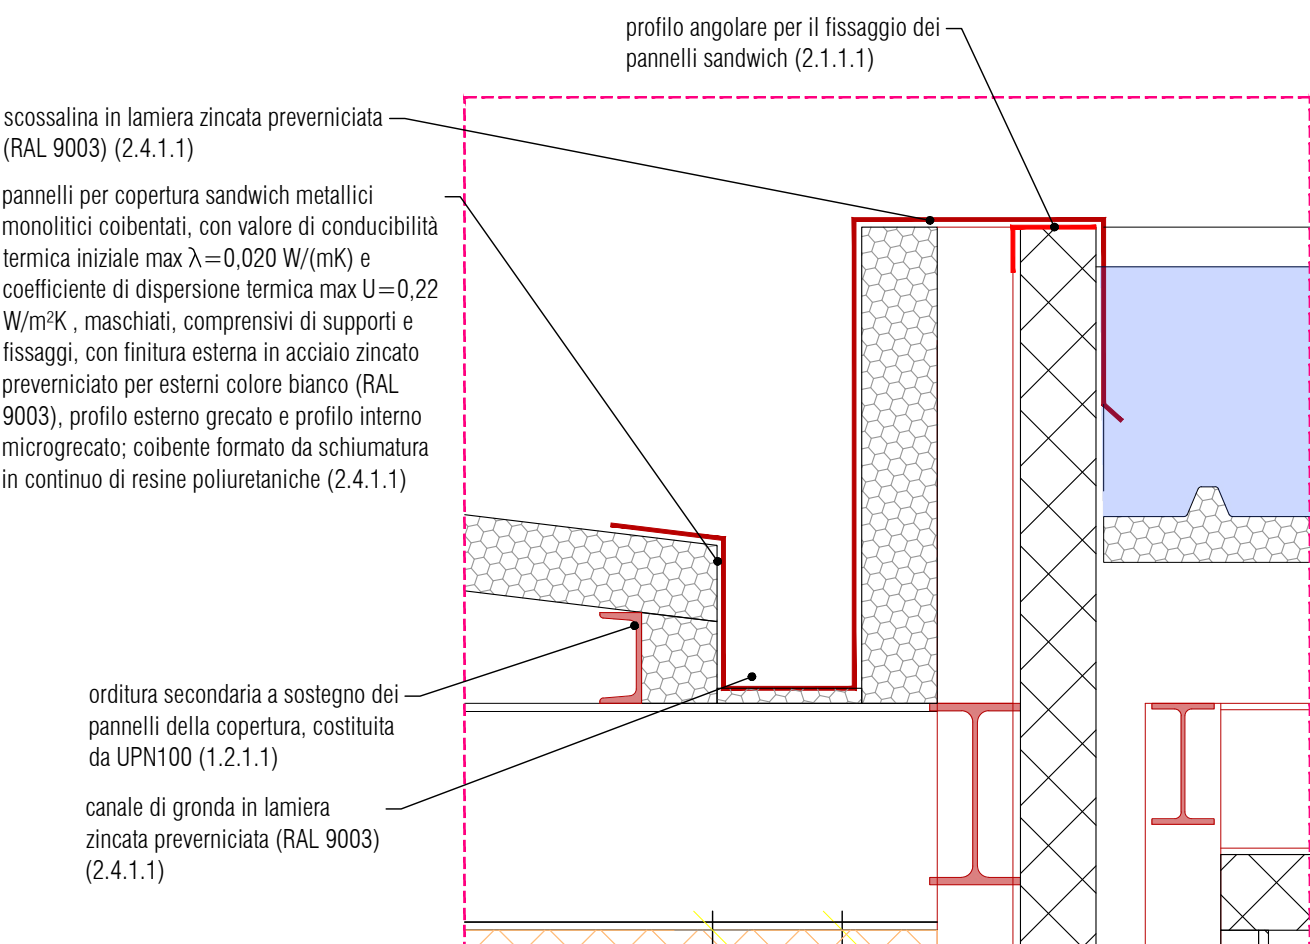 profilo angolare per il fissaggio dei
pannelli sandwich (2.1.1.1)
scossalina in lamiera zincata preverniciata
(RAL 9003) (2.4.1.1)
pannelli per copertura sandwich metallici
monolitici coibentati, con valore di conducibilità
termica iniziale max λ=0,020 W/(mK) e
coefficiente di dispersione termica max U=0,22
W/m²K , maschiati, comprensivi di supporti e
fissaggi, con finitura esterna in acciaio zincato
preverniciato per esterni colore bianco (RAL
9003), profilo esterno grecato e profilo interno
microgrecato; coibente formato da schiumatura
in continuo di resine poliuretaniche (2.4.1.1)
orditura secondaria a sostegno dei
pannelli della copertura, costituita
da UPN100 (1.2.1.1)
canale di gronda in lamiera
zincata preverniciata (RAL 9003)
(2.4.1.1)